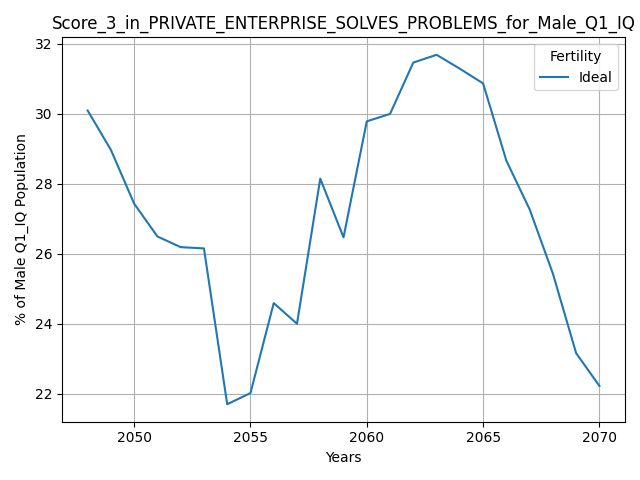 Score_3_in_PRIVATE_ENTERPRISE_SOLVES_PROBLEMS_for_Male_Q1_IQ
Fertility
Ideal
% of Male Q1_IQ Population
32
30
28
26
24
22
2050
2055
2060
2065
2070
Years